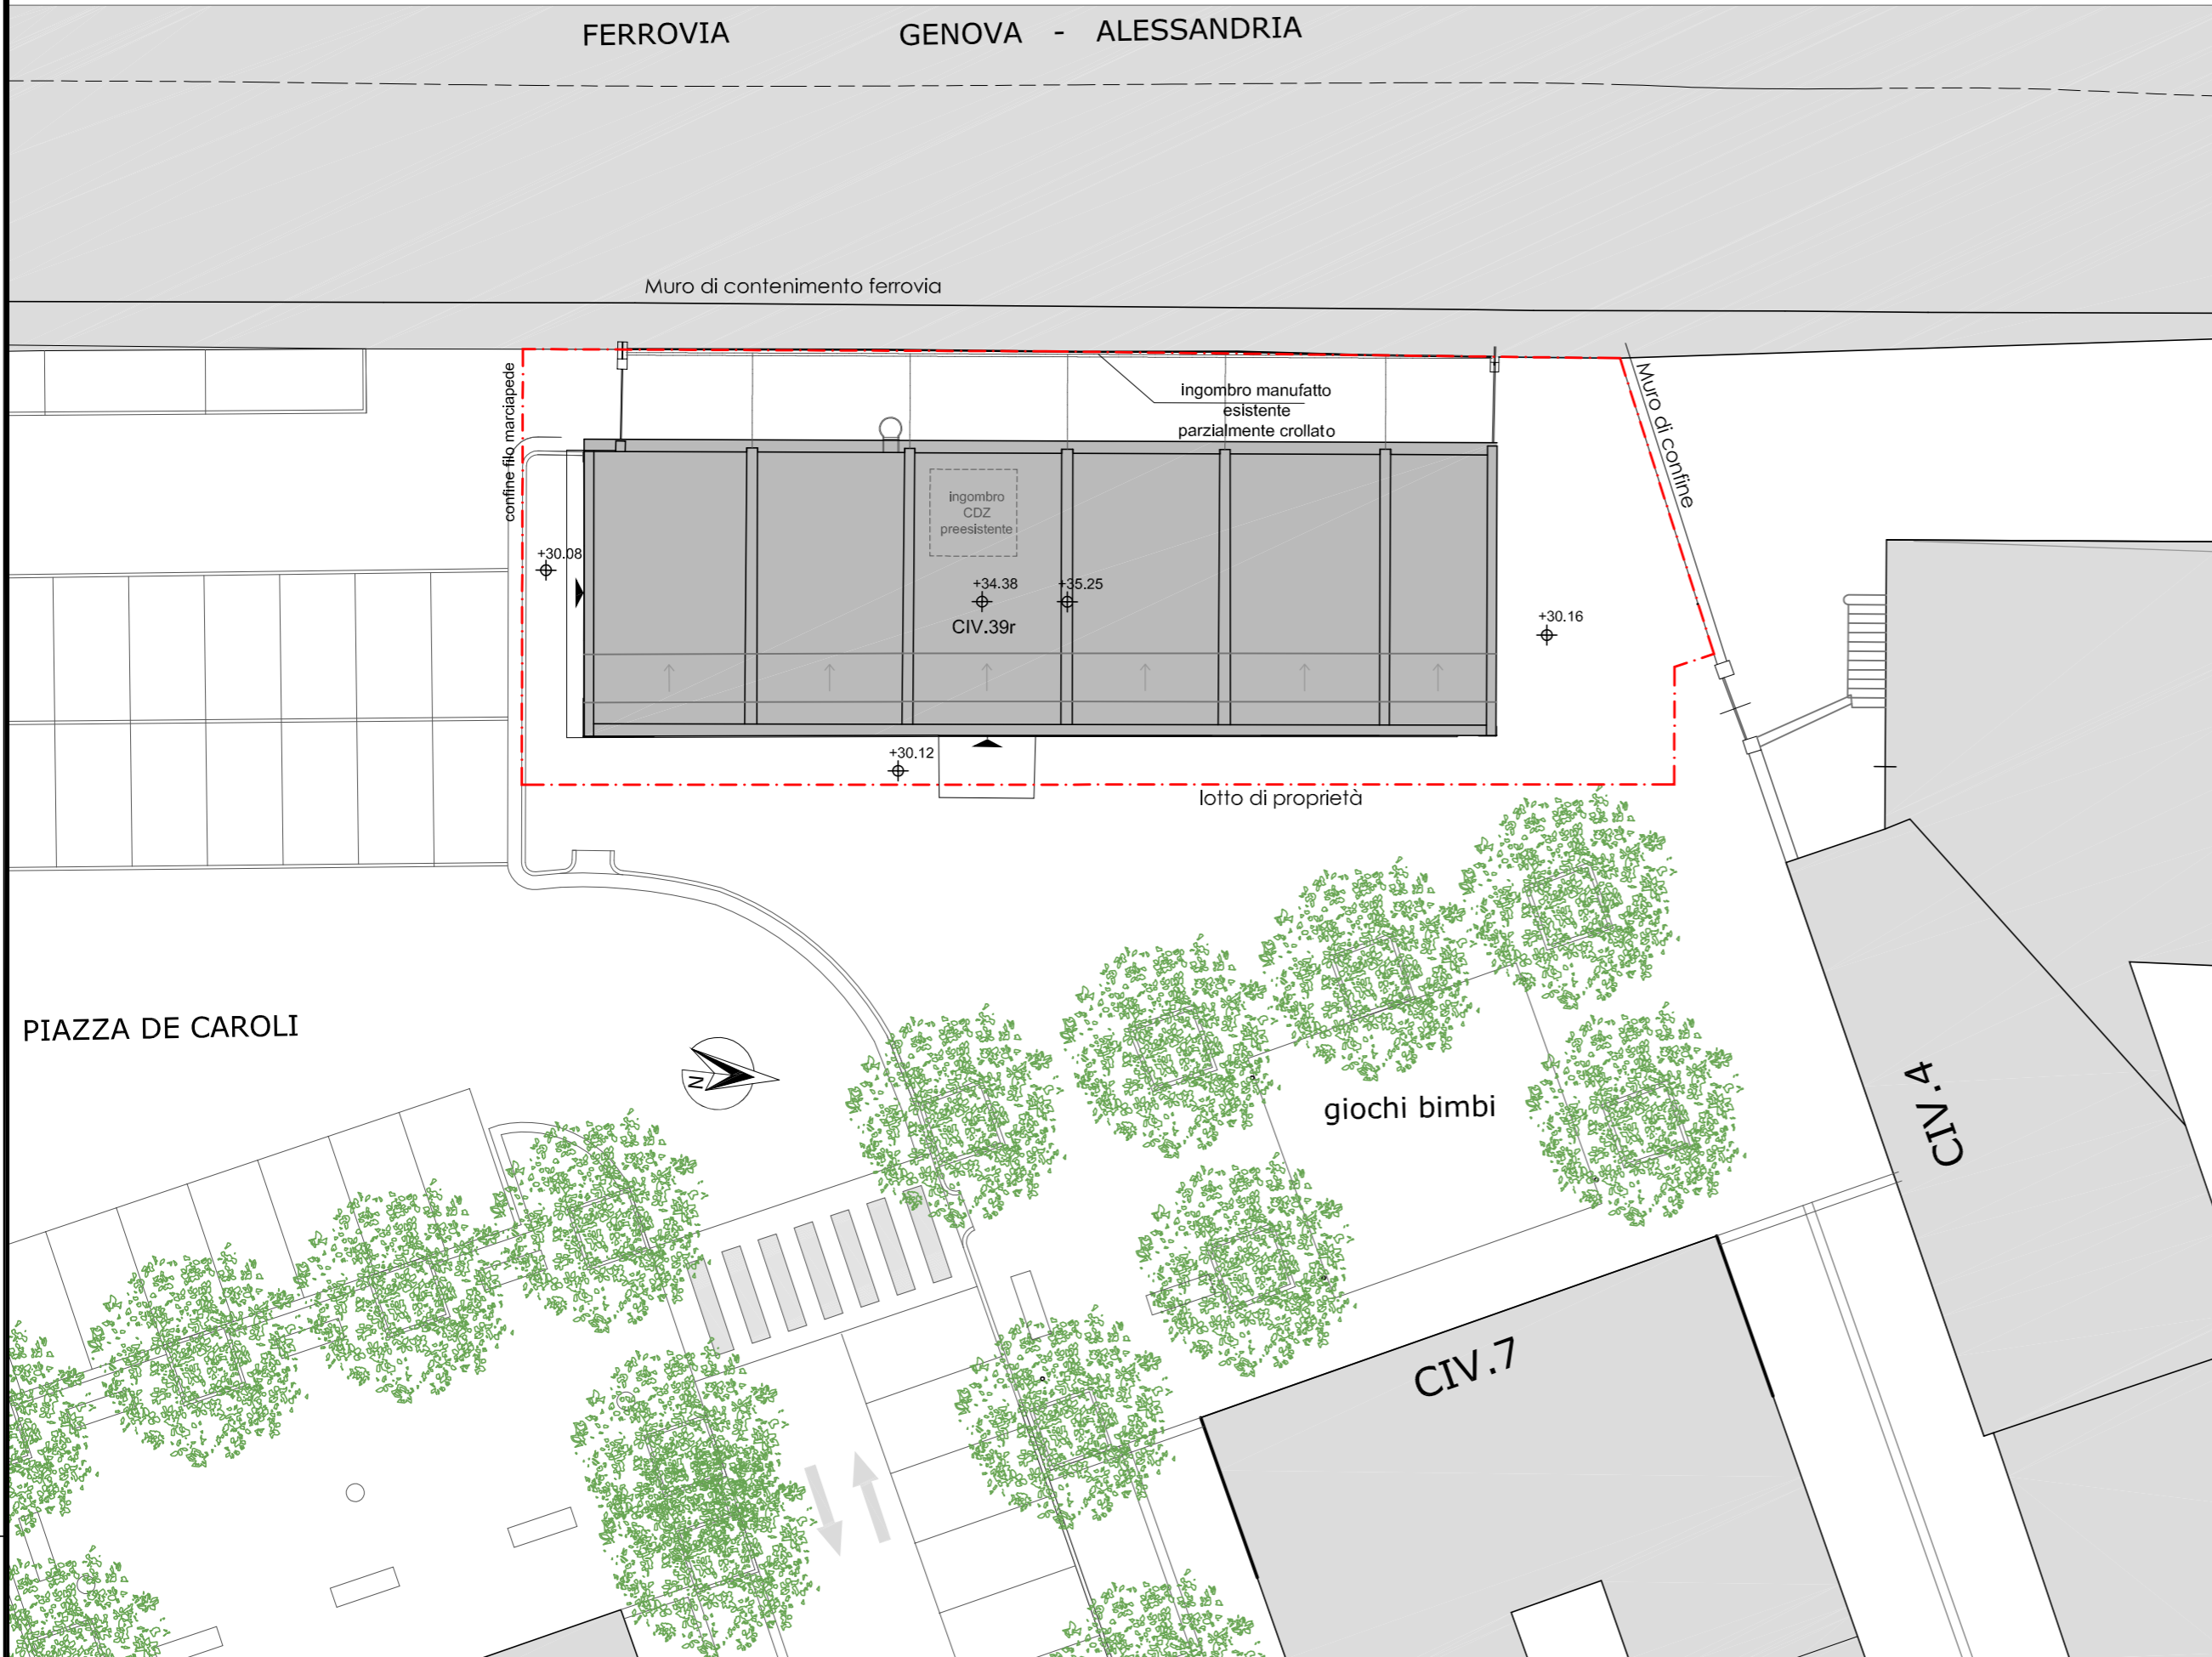 FERROVIA GENOVA - ALESSANDRIA
Muro di contenimento ferrovia
confine filo marciapede
ingombro manufatto
esistente
parzialmente crollato
Muro di confine
ingombro
CDZ
preesistente
+30.08
+34.38
+35.25
CIV.39r
+30.16
+30.12
lotto di proprietà
PIAZZA DE CAROLI
N
giochi bimbi
CIV.4
CIV.7